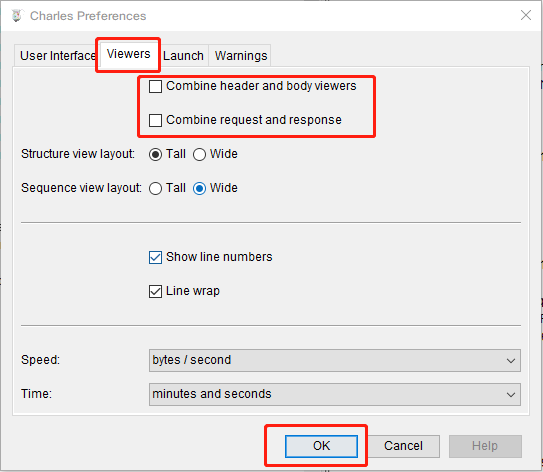 Charles Preferences
User Interface Viewers Launch Warnings
Combine header and body viewers
Combine request and response
Structure view layout: Tall Wide
Sequence view layout: Tall Wide
Show line numbers
Line wrap
Speed: bytes / second
Time: minutes and seconds
OK Cancel Help